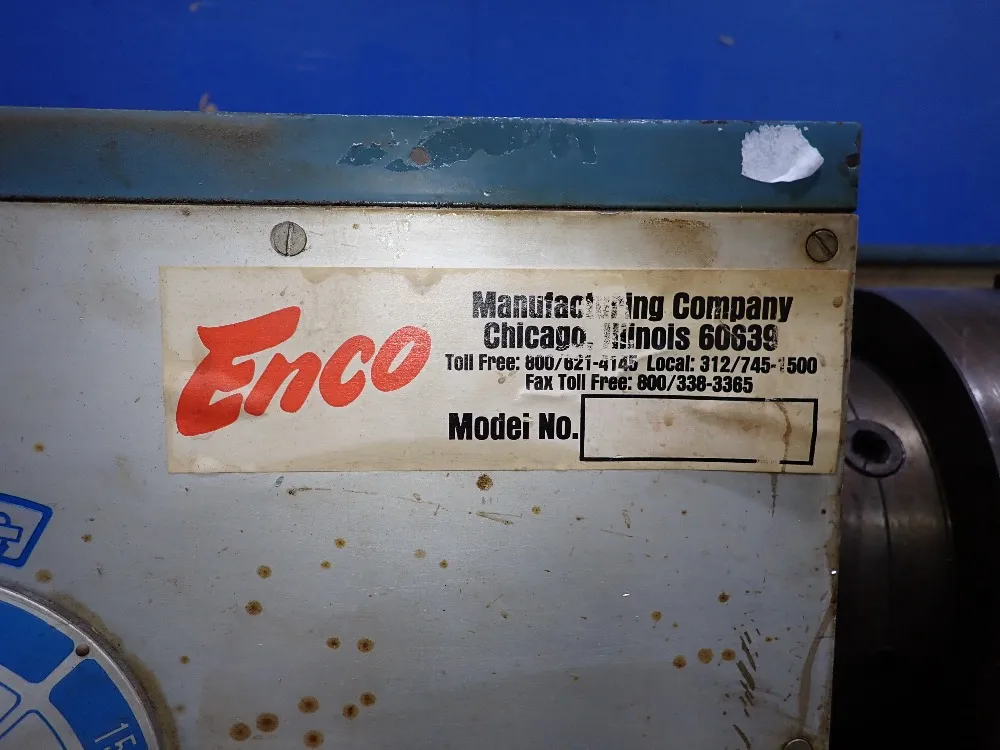 Enco
Manufacturing Company
Chicago, Illinois 60639
Toll Free: 800/621-4145 Local: 312/745-1500
Fax Toll Free: 800/338-3365
Model No.
15